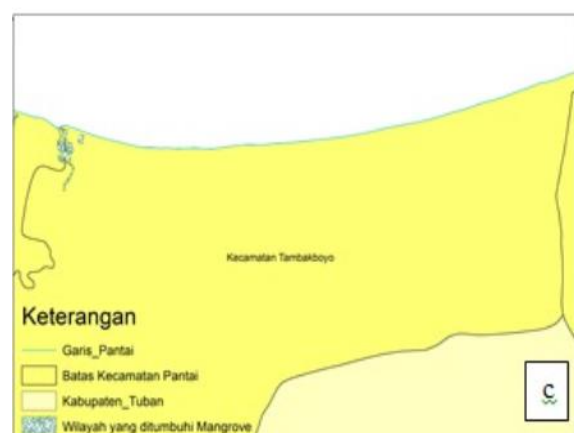 Kecamatan Tambakboyo
Keterangan
Garis_Pantai
Batas Kecamatan Pantai
Kabupaten_Tuban
Wilayah yang ditumbuhi Mangrove
C